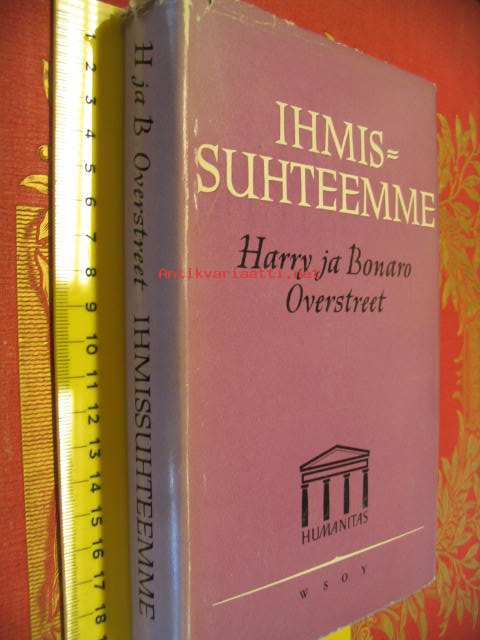 IHMIS=
SUHTEEMME
Harry ja Bonaro
Overstreet
Antikvariaatti.net
HUMANITAS
WSOY
H ja B Overstreet IHMISSUHTEEMME
1
2
3
4
5
6
7
8
9
10
11
12
13
14
15
16
17
18